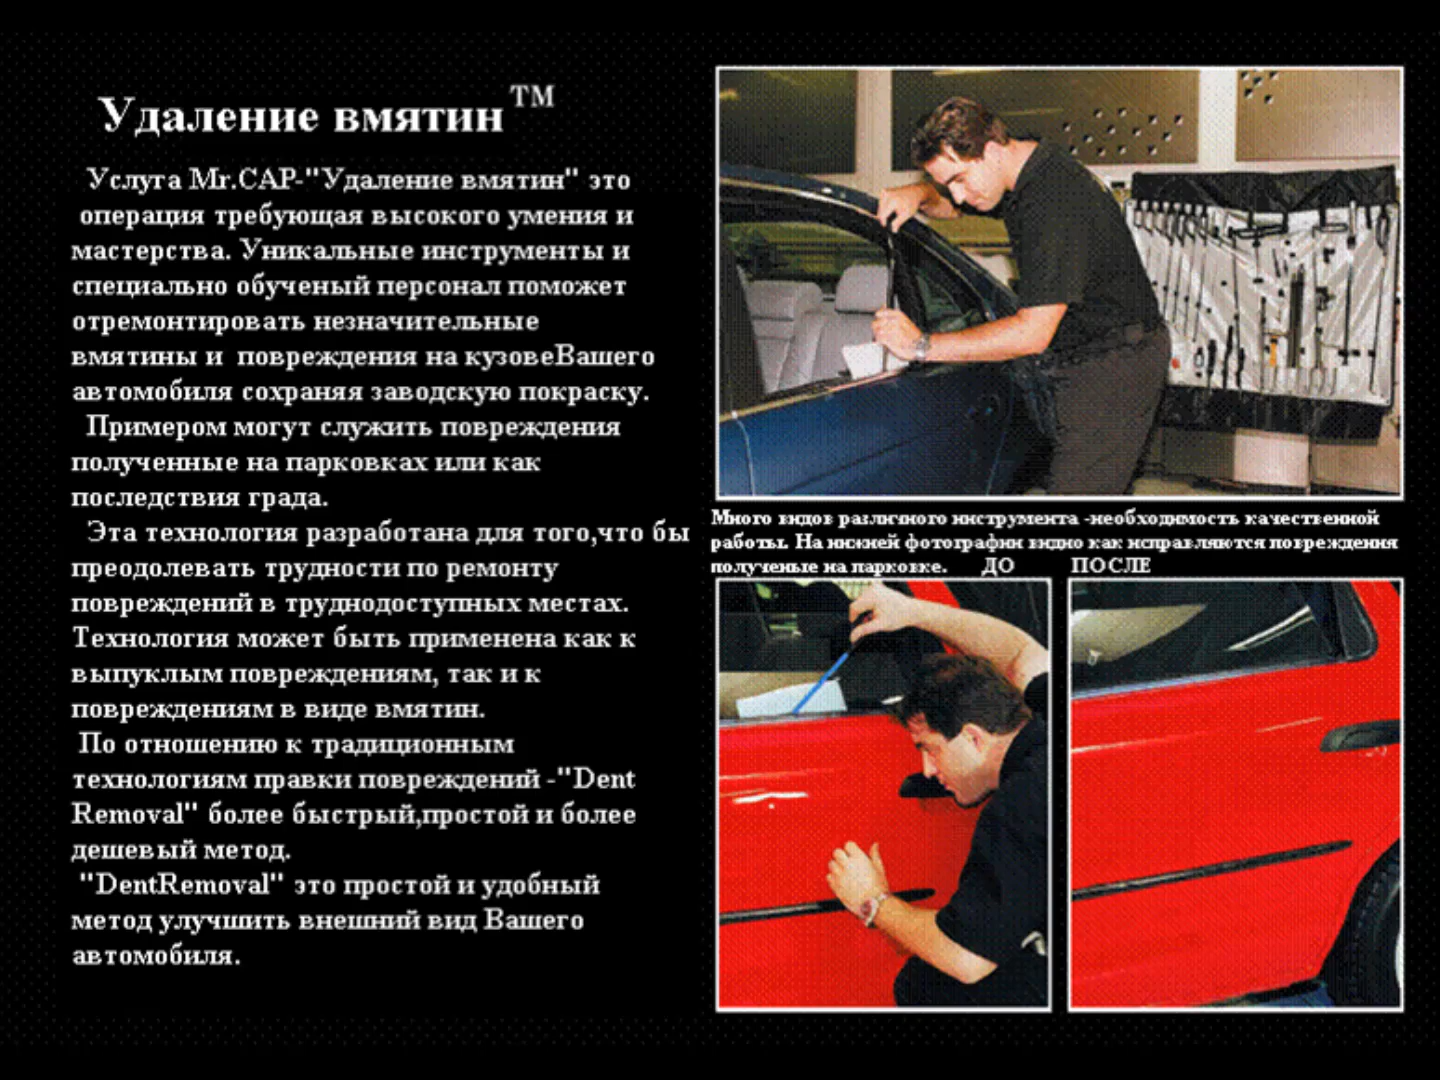 Удаление вмятин™
Услуга Mr.CAP-"Удаление вмятин" это
операция требующая высокого умения и
мастерства. Уникальные инструменты и
специально обученый персонал поможет
отремонтировать незначительные
вмятины и повреждения на кузовеВашего
автомобиля сохраняя заводскую покраску.
Примером могут служить повреждения
полученные на парковках или как
последствия града.
Эта технология разработана для того,что бы
преодолевать трудности по ремонту
повреждений в труднодоступных местах.
Технология может быть применена как к
выпуклым повреждениям, так и к
повреждениям в виде вмятин.
По отношению к традиционным
технологиям правки повреждений -"Dent
Removal" более быстрый,простой и более
дешевый метод.
"DentRemoval" это простой и удобный
метод улучшить внешний вид Вашего
автомобиля.
Много видов различного инструмента -необходимость качественной
работы. На нижней фотографии видно как исправляются повреждения
полученые на парковке. ДО ПОСЛЕ